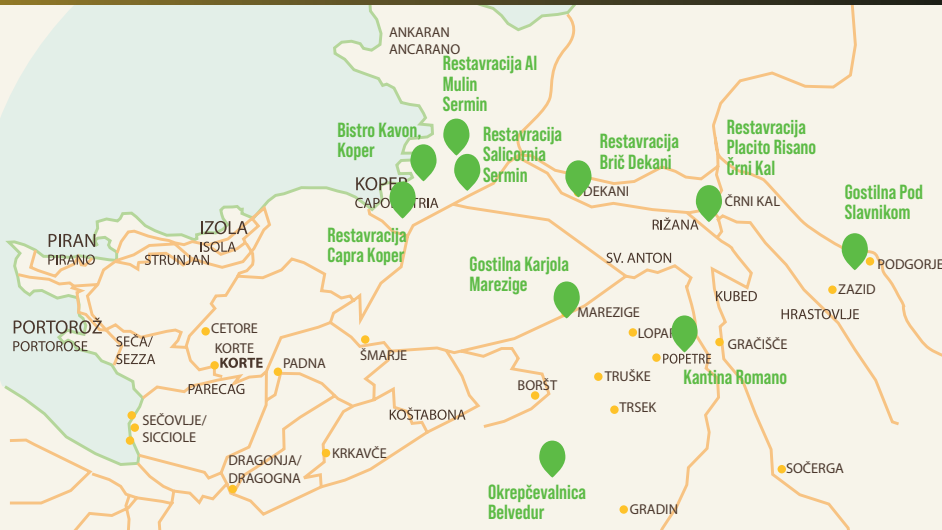 ANKARAN
ANCARANO
Restavracija Al
Mulin
Sermin
Bistro Kavon,
Koper
Restavracija
Salicornia
Sermin
Restavracija
Brič Dekani
Restavracija
Placito Risano
Črni Kal
KOPER
CAPODISTRIA
DEKANI
ČRNI KAL
Gostilna Pod
Slavnikom
RIŽANA
IZOLA
ISOLA
PIRAN
PIRANO
STRUNJAN
Restavracija
Capra Koper
SV. ANTON
PODGORJE
Gostilna Karjola
Marezige
ZAZID
KUBED
HRASTOVLJE
MAREZIGE
PORTOROŽ
PORTOROSE
SEČA/
SEZZA
CETORE
KORTE
KORTE
PADNA
ŠMARJE
LOPAR
GRAČIŠČE
POPETRE
Kantina Romano
PARECAG
BORŠT
TRUŠKE
TRSEK
KOŠTABONA
SEČOVLJE/
SICCIOLE
KRKAVČE
DRAGONJA/
DRAGOGNA
SOČERGA
Okrepčevalnica
Belvedur
GRADIN